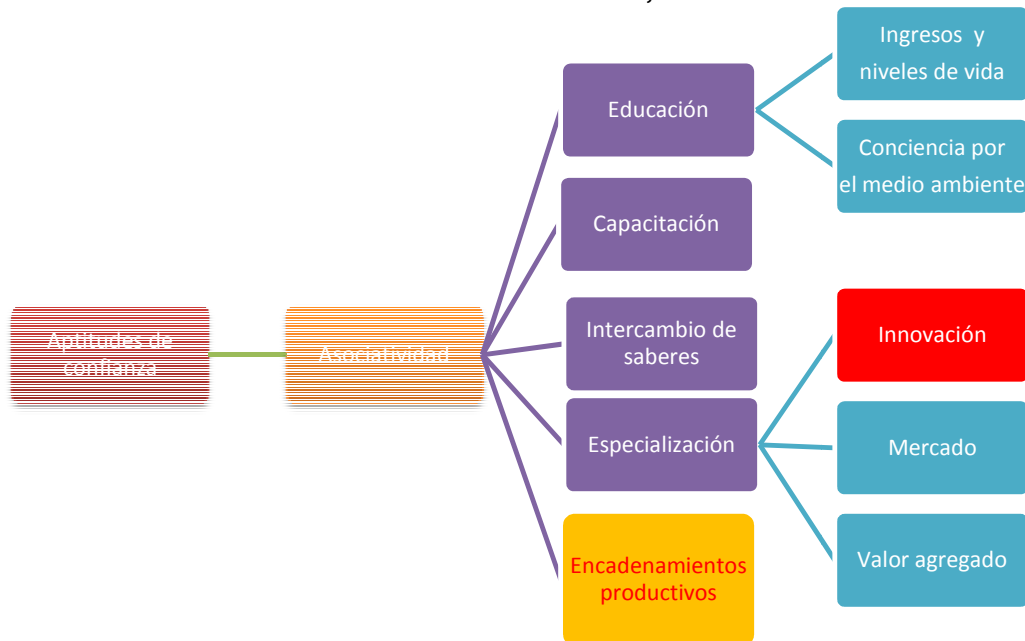 Aptitudes de
confianza
Asociatividad
Educación
Capacitación
Intercambio de
saberes
Especialización
Encadenamientos
productivos
Ingresos y
niveles de vida
Conciencia por
el medio ambiente
Innovación
Mercado
Valor agregado